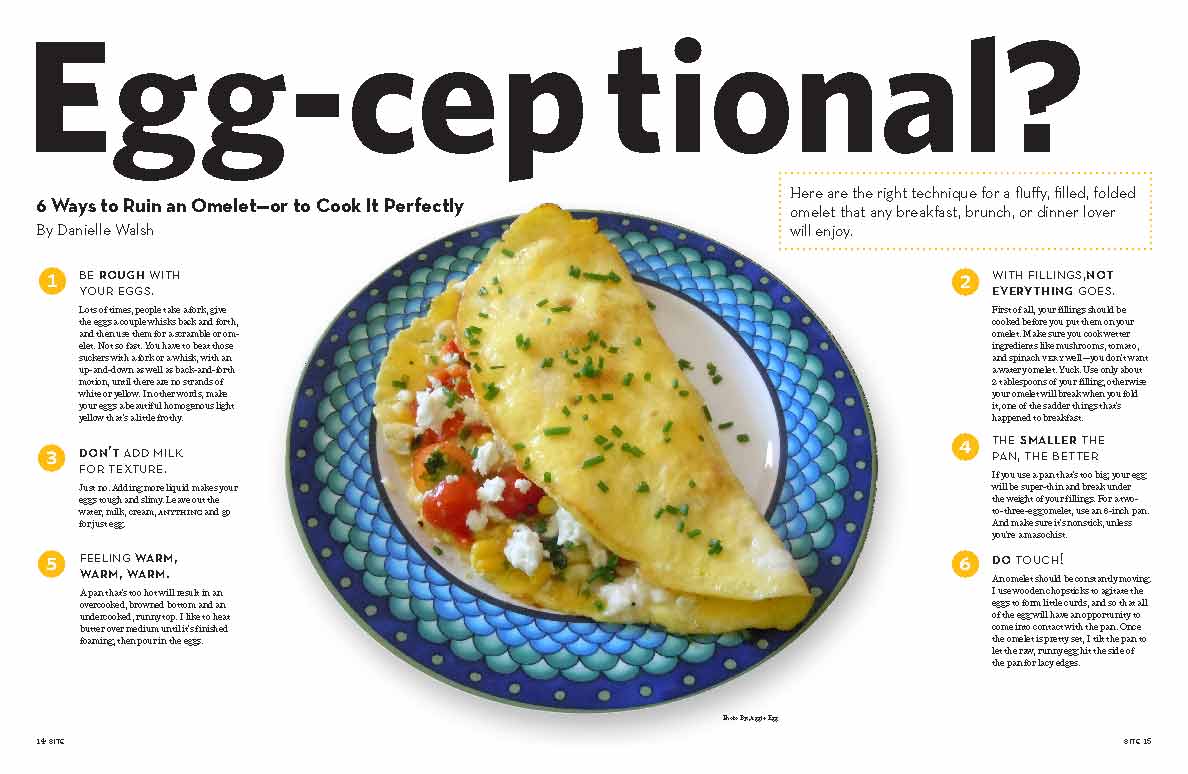 Egg-ceptional?
6 Ways to Ruin an Omelet—or to Cook It Perfectly
By Danielle Walsh
Here are the right technique for a fluffy, filled, folded
omelet that any breakfast, brunch, or dinner lover
will enjoy.
1
BE ROUGH WITH
YOUR EGGS.
Lots of times, people take a fork, give
the eggs a couple whisks back and forth,
and then use them for a scramble or om-
elet. Not so fast. You have to beat those
suckers with a fork or a whisk, with an
up-and-down as well as back-and-forth
motion, until there are no strands of
white or yellow. In other words, make
your eggs a beautiful homogenous light
yellow that's a little frothy.
2
WITH FILLINGS,NOT
EVERYTHING GOES.
First of all, your fillings should be
cooked before you put them on your
omelet. Make sure you cook wetter
ingredients like mushrooms, tomato,
and spinach VERY well—you don't want
a watery omelet. Yuck. Use only about
2 tablespoons of your filling, otherwise
your omelet will break when you fold
it, one of the sadder things that's
happened to breakfast.
3
DON'T ADD MILK
FOR TEXTURE.
Just no. Adding more liquid makes your
eggs tough and slimy. Leave out the
water, milk, cream, ANYTHING and go
for just egg.
4
THE SMALLER THE
PAN, THE BETTER
If you use a pan that's too big, your egg
will be super-thin and break under
the weight of your fillings. For a two-
to-three-egg omelet, use an 8-inch pan.
And make sure it's nonstick, unless
you're a masochist.
5
FEELING WARM,
WARM, WARM.
A pan that's too hot will result in an
overcooked, browned bottom and an
undercooked, runny top. I like to heat
butter over medium until it's finished
foaming, then pour in the eggs.
6
DO TOUCH!
An omelet should be constantly moving.
I use wooden chopsticks to agitate the
eggs to form little curds, and so that all
of the egg will have an opportunity to
come into contact with the pan. Once
the omelet is pretty set, I tilt the pan to
let the raw, runny egg hit the side of
the pan for lacy edges.
Photo By: Aggie Egg
14 BITE
BITE 15